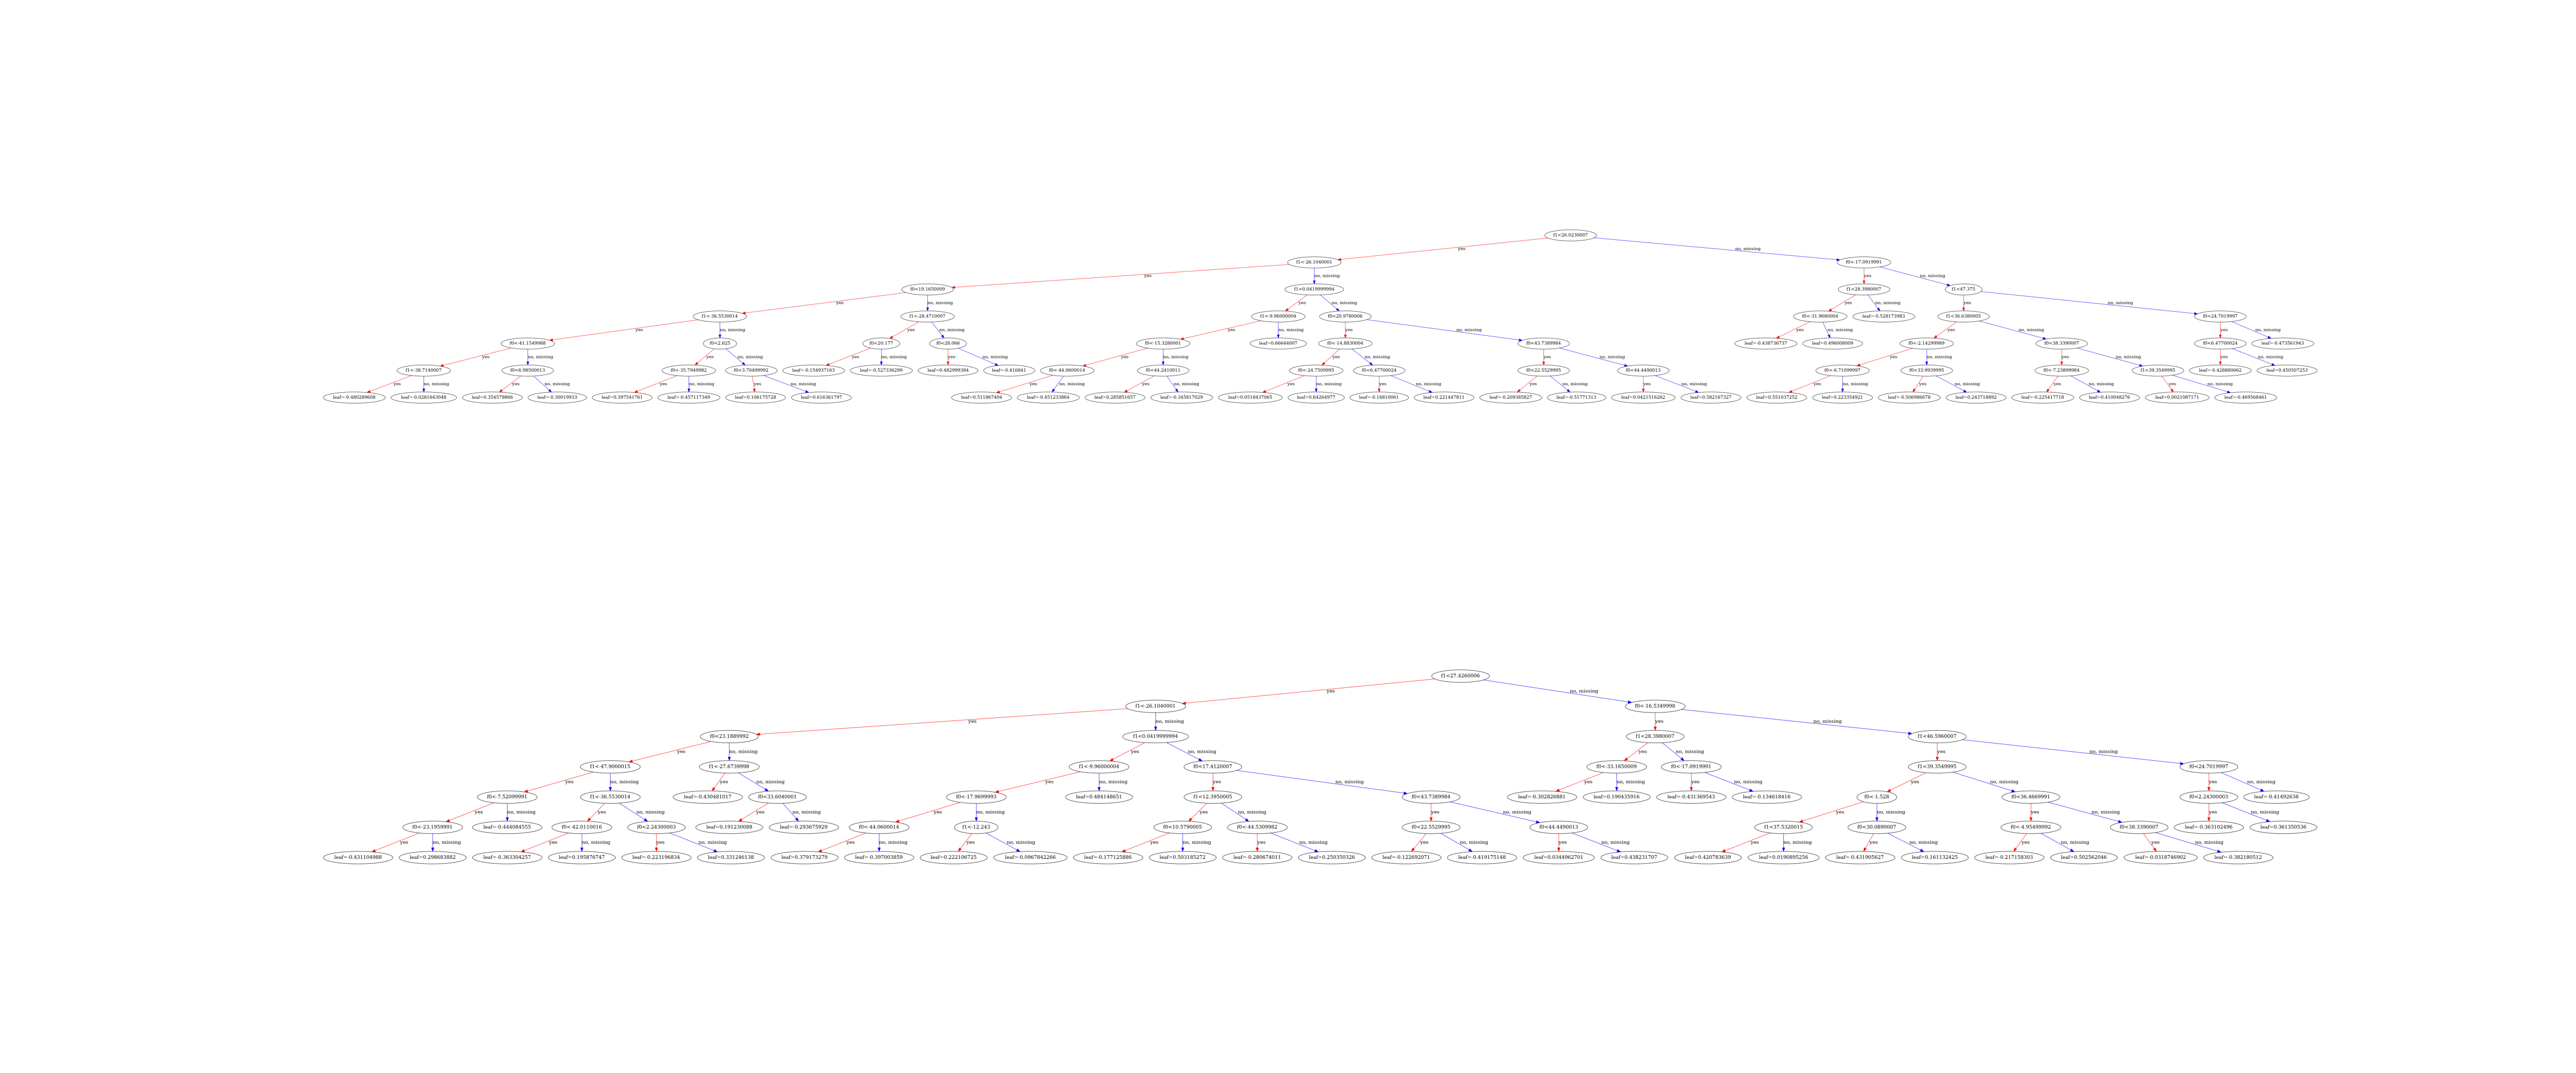 f1<26.0230007
yes
no, missing
f1<-26.1040001
f0<-17.0919991
yes
no, missing
yes
no, missing
f0<19.1650009
f1<0.0419999994
f1<28.3980007
f1<47.375
yes
no, missing
yes
no, missing
yes
no, missing
yes
no, missing
f1<-36.5530014
f1<-28.4710007
f1<-9.96000004
f0<20.9780006
f0<-31.9680004
leaf=-0.528173983
f1<36.6380005
f0<24.7019997
yes
no, missing
yes
no, missing
yes
no, missing
yes
no, missing
yes
no, missing
yes
no, missing
yes
no, missing
f0<-41.1549988
f0<2.625
f0<20.177
f0<28.066
f0<-15.3280001
leaf=0.66644007
f0<-14.8830004
f0<43.7389984
leaf=-0.438736737
leaf=0.496008009
f0<-2.14299989
f0<38.3390007
f0<6.47700024
leaf=-0.473561943
yes
no, missing
yes
no, missing
yes
no, missing
yes
no, missing
yes
no, missing
yes
no, missing
yes
no, missing
yes
no, missing
yes
no, missing
yes
no, missing
f1<-38.7140007
f0<6.98500013
f0<-35.7949982
f0<3.70499992
leaf=-0.154937163
leaf=-0.527336299
leaf=0.482999384
leaf=-0.416841
f0<-44.0600014
f0<44.2410011
f0<-24.7509995
f0<6.47700024
f0<22.5529995
f0<44.4490013
f0<-6.71099997
f0<33.9939995
f0<-7.23899984
f1<39.3549995
leaf=-0.428880662
leaf=0.450507253
yes
no, missing
yes
no, missing
yes
no, missing
yes
no, missing
yes
no, missing
yes
no, missing
yes
no, missing
yes
no, missing
yes
no, missing
yes
no, missing
yes
no, missing
yes
no, missing
yes
no, missing
yes
no, missing
leaf=-0.480289608
leaf=-0.0281643048
leaf=0.354579866
leaf=-0.30019933
leaf=0.397541761
leaf=-0.457117349
leaf=0.106175728
leaf=0.616361797
leaf=0.511867404
leaf=-0.451233864
leaf=0.285851657
leaf=-0.345817029
leaf=0.0518437065
leaf=0.64264977
leaf=-0.16810061
leaf=0.221447811
leaf=-0.209385827
leaf=-0.51771313
leaf=0.0421516262
leaf=0.582167327
leaf=0.551037252
leaf=0.223354921
leaf=-0.506986678
leaf=0.243718892
leaf=-0.225417718
leaf=0.410048276
leaf=0.0021087171
leaf=-0.469568461
f1<27.4260006
yes
no, missing
f1<-26.1040001
f0<-16.5349998
yes
no, missing
yes
no, missing
f0<23.1889992
f1<0.0419999994
f1<28.3980007
f1<46.5960007
yes
no, missing
yes
no, missing
yes
no, missing
yes
no, missing
f1<-47.9000015
f1<-27.6739998
f1<-9.96000004
f0<17.4120007
f0<-33.1650009
f0<-17.0919991
f1<39.3549995
f0<24.7019997
yes
no, missing
yes
no, missing
yes
no, missing
yes
no, missing
yes
no, missing
yes
no, missing
yes
no, missing
yes
no, missing
f0<-7.52099991
f1<-36.5530014
leaf=-0.430481017
f0<33.6040001
f0<-17.9699993
leaf=0.484148651
f1<12.3950005
f0<43.7389984
leaf=-0.302826881
leaf=0.190435916
leaf=-0.431369543
leaf=-0.134618416
f0<-1.528
f0<36.4669991
f0<2.24300003
leaf=-0.41492638
yes
no, missing
yes
no, missing
yes
no, missing
yes
no, missing
yes
no, missing
yes
no, missing
yes
no, missing
yes
no, missing
yes
no, missing
f0<-23.1959991
leaf=-0.444084555
f0<-42.0110016
f0<2.24300003
leaf=0.191230088
leaf=-0.293675929
f0<-44.0600014
f1<-12.243
f0<10.5790005
f0<-44.5309982
f0<22.5529995
f0<44.4490013
f1<37.5320015
f0<30.0890007
f0<-4.95499992
f0<38.3390007
leaf=-0.363102496
leaf=0.361350536
yes
no, missing
yes
no, missing
yes
no, missing
yes
no, missing
yes
no, missing
yes
no, missing
yes
no, missing
yes
no, missing
yes
no, missing
yes
no, missing
yes
no, missing
yes
no, missing
yes
no, missing
leaf=-0.431104988
leaf=0.298683882
leaf=-0.363304257
leaf=0.195876747
leaf=-0.223196834
leaf=0.331246138
leaf=0.379173279
leaf=-0.397003859
leaf=0.222106725
leaf=-0.0967842266
leaf=-0.177125886
leaf=0.503185272
leaf=-0.280674011
leaf=0.250350326
leaf=-0.122692071
leaf=-0.419175148
leaf=0.0344962701
leaf=0.438231707
leaf=0.420783639
leaf=0.0190895256
leaf=-0.431905627
leaf=0.161132425
leaf=-0.217158303
leaf=0.502562046
leaf=-0.0318746902
leaf=-0.382180512